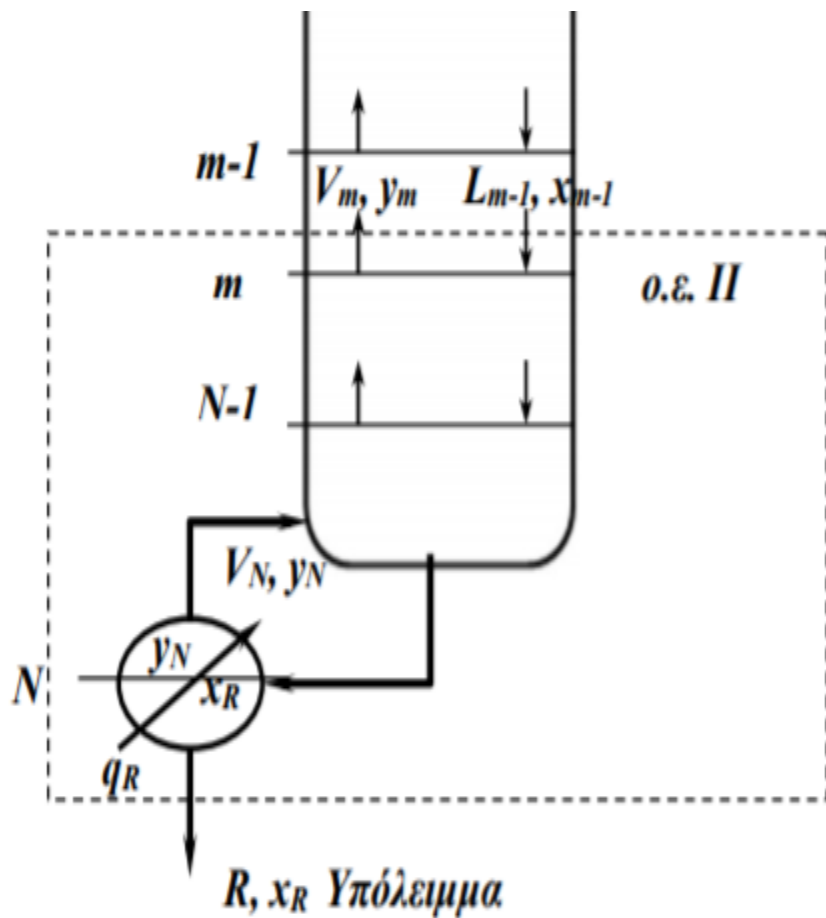 m-1
Vm, ym Lm-1, xm-1
m
ο.ε. II
N-1
VN, yN
yN
N
xR
qR
R, xR Υπόλειμμα